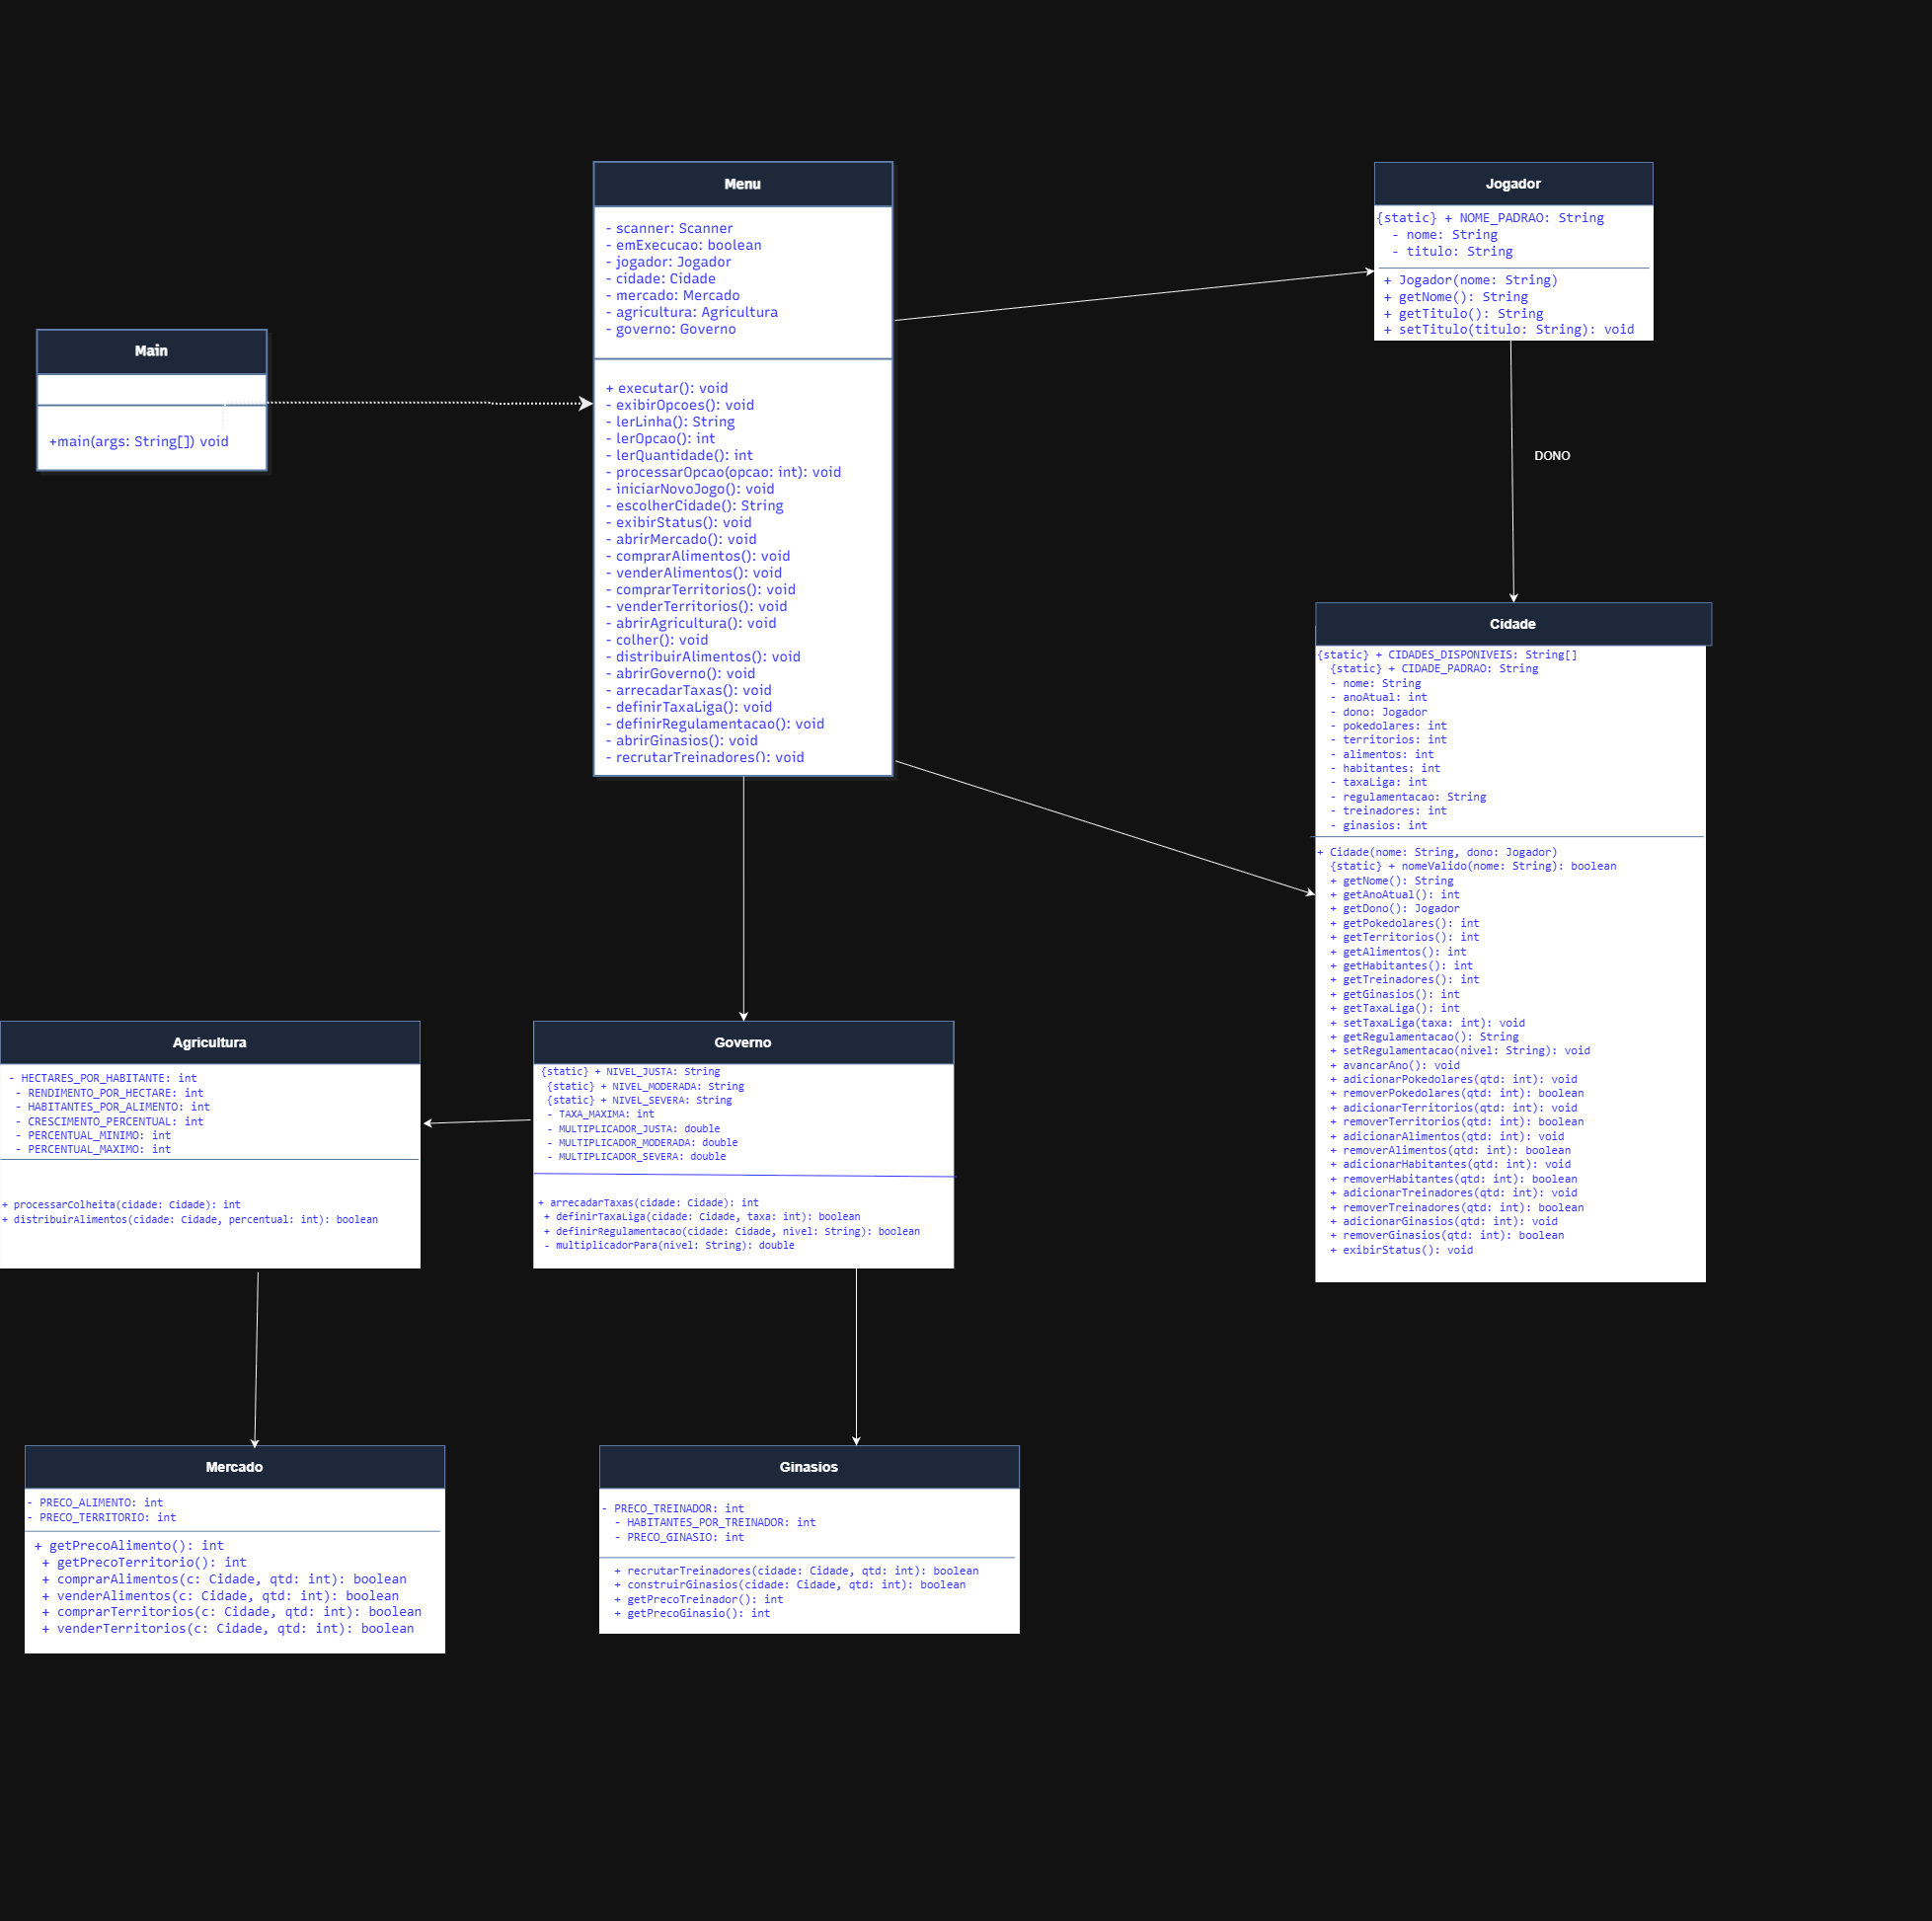 Menu
- scanner: Scanner
- emExecucao: boolean
- jogador: Jogador
- cidade: Cidade
- mercado: Mercado
- agricultura: Agricultura
- governo: Governo
+ executar(): void
- exibirOpcoes(): void
- lerLinha(): String
- lerOpcao(): int
- lerQuantidade(): int
- processarOpcao(opcao: int): void
- iniciarNovoJogo(): void
- escolherCidade(): String
- exibirStatus(): void
- abrirMercado(): void
- comprarAlimentos(): void
- venderAlimentos(): void
- comprarTerritorios(): void
- venderTerritorios(): void
- abrirAgricultura(): void
- colher(): void
- distribuirAlimentos(): void
- abrirGoverno(): void
- arrecadarTaxas(): void
- definirTaxaLiga(): void
- definirRegulamentacao(): void
- abrirGinasios(): void
- recrutarTreinadores(): void
Jogador
{static} + NOME_PADRAO: String
- nome: String
- titulo: String
+ Jogador(nome: String)
+ getNome(): String
+ getTitulo(): String
+ setTitulo(titulo: String): void
Main
+main(args: String[]) void
DONO
Cidade
{static} + CIDADES_DISPONIVEIS: String[]
{static} + CIDADE_PADRAO: String
- nome: String
- anoAtual: int
- dono: Jogador
- pokedolares: int
- territorios: int
- alimentos: int
- habitantes: int
- taxaLiga: int
- regulamentacao: String
- treinadores: int
- ginasios: int
+ Cidade(nome: String, dono: Jogador)
{static} + nomeValido(nome: String): boolean
+ getNome(): String
+ getAnoAtual(): int
+ getDono(): Jogador
+ getPokedolares(): int
+ getTerritorios(): int
+ getAlimentos(): int
+ getHabitantes(): int
+ getTreinadores(): int
+ getGinasios(): int
+ getTaxaLiga(): int
+ setTaxaLiga(taxa: int): void
+ getRegulamentacao(): String
+ setRegulamentacao(nivel: String): void
+ avancarAno(): void
+ adicionarPokedolares(qtd: int): void
+ removerPokedolares(qtd: int): boolean
+ adicionarTerritorios(qtd: int): void
+ removerTerritorios(qtd: int): boolean
+ adicionarAlimentos(qtd: int): void
+ removerAlimentos(qtd: int): boolean
+ adicionarHabitantes(qtd: int): void
+ removerHabitantes(qtd: int): boolean
+ adicionarTreinadores(qtd: int): void
+ removerTreinadores(qtd: int): boolean
+ adicionarGinasios(qtd: int): void
+ removerGinasios(qtd: int): boolean
+ exibirStatus(): void
Agricultura
- HECTARES_POR_HABITANTE: int
- RENDIMENTO_POR_HECTARE: int
- HABITANTES_POR_ALIMENTO: int
- CRESCIMENTO_PERCENTUAL: int
- PERCENTUAL_MINIMO: int
- PERCENTUAL_MAXIMO: int
+ processarColheita(cidade: Cidade): int
+ distribuirAlimentos(cidade: Cidade, percentual: int): boolean
Governo
{static} + NIVEL_JUSTA: String
{static} + NIVEL_MODERADA: String
{static} + NIVEL_SEVERA: String
- TAXA_MAXIMA: int
- MULTIPLICADOR_JUSTA: double
- MULTIPLICADOR_MODERADA: double
- MULTIPLICADOR_SEVERA: double
+ arrecadarTaxas(cidade: Cidade): int
+ definirTaxaLiga(cidade: Cidade, taxa: int): boolean
+ definirRegulamentacao(cidade: Cidade, nivel: String): boolean
- multiplicadorPara(nivel: String): double
Mercado
- PRECO_ALIMENTO: int
- PRECO_TERRITORIO: int
+ getPrecoAlimento(): int
+ getPrecoTerritorio(): int
+ comprarAlimentos(c: Cidade, qtd: int): boolean
+ venderAlimentos(c: Cidade, qtd: int): boolean
+ comprarTerritorios(c: Cidade, qtd: int): boolean
+ venderTerritorios(c: Cidade, qtd: int): boolean
Ginasios
- PRECO_TREINADOR: int
- HABITANTES_POR_TREINADOR: int
- PRECO_GINASIO: int
+ recrutarTreinadores(cidade: Cidade, qtd: int): boolean
+ construirGinasios(cidade: Cidade, qtd: int): boolean
+ getPrecoTreinador(): int
+ getPrecoGinasio(): int